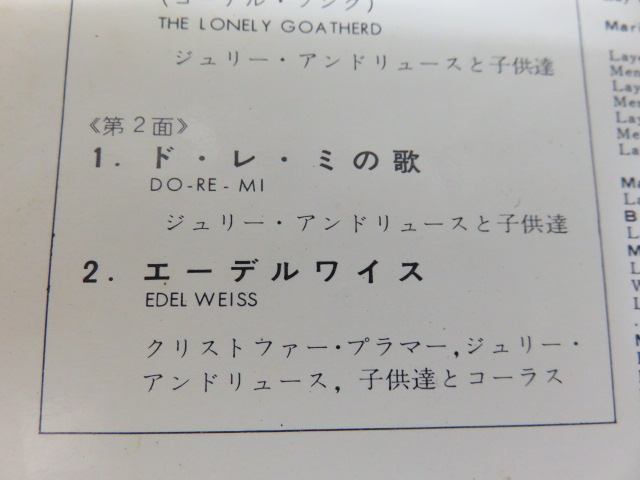 THE LONELY GOATHERD
ジュリー・アンドリュースと子供達
《第2面》
1. ド・レ・ミの歌
DO-RE-MI
ジュリー・アンドリュースと子供達
2. エーデルワイス
EDEL WEISS
クリストファー・プラマー,ジュリー・
アンドリュース, 子供達とコーラス